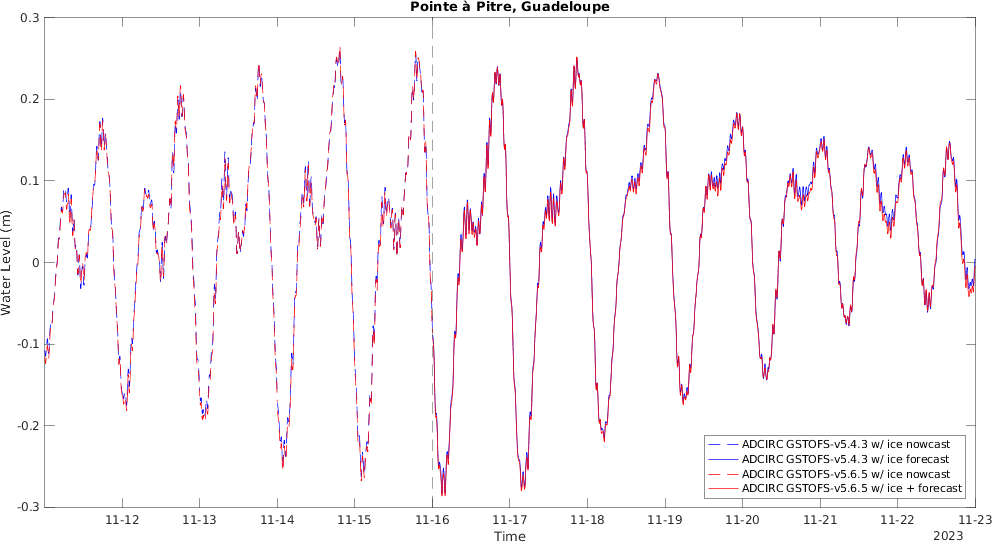 Pointe à Pitre, Guadeloupe
0.3
0.2
0.1
0
-0.1
-0.2
-0.3
Water Level (m)
11-12
11-13
11-14
11-15
11-16
11-17
11-18
11-19
11-20
11-21
11-22
11-23
Time
2023
ADCIRC GSTOFS-v5.4.3 w/ ice nowcast
ADCIRC GSTOFS-v5.4.3 w/ ice forecast
ADCIRC GSTOFS-v5.6.5 w/ ice nowcast
ADCIRC GSTOFS-v5.6.5 w/ ice + forecast